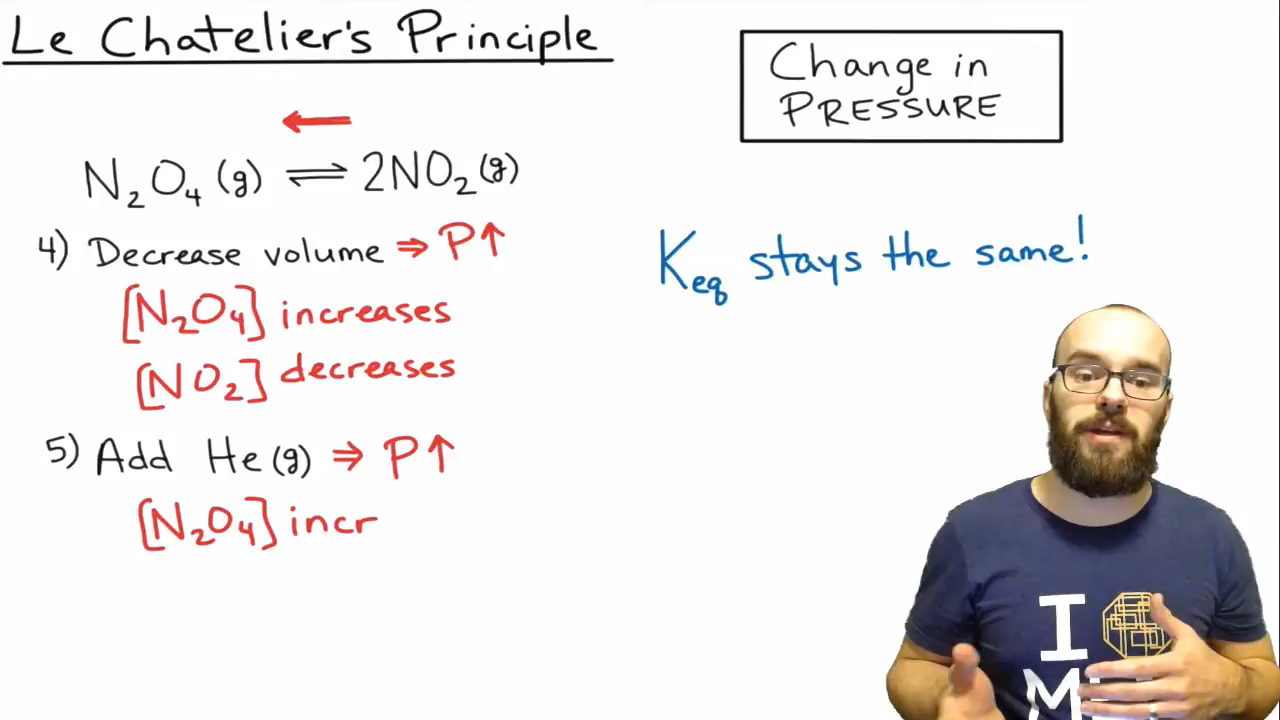 Le Chatelier's Principle
Change in
PRESSURE
N₂O₄ (g) ⇌ 2NO₂ (g)
4) Decrease volume ⇒ P↑
[N₂O₄] increases
[NO₂] decreases
5) Add He (g) ⇒ P↑
[N₂O₄] incr
Keq stays the same!
I